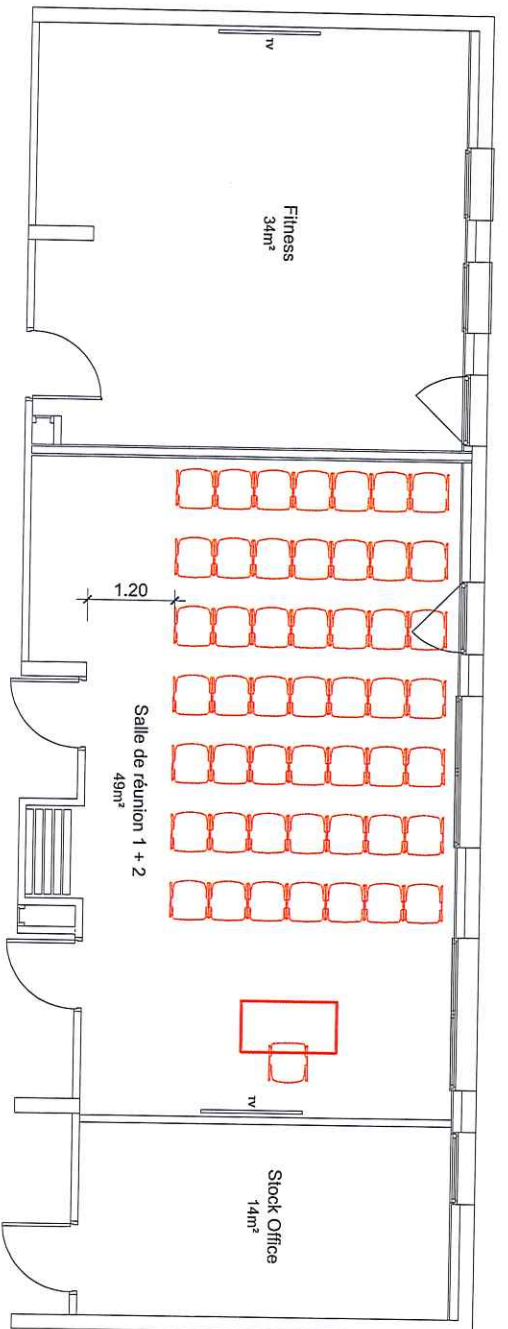 TV
Fitness
34m²
1.20
Salle de réunion 1 + 2
49m²
TV
Stock Office
14m²